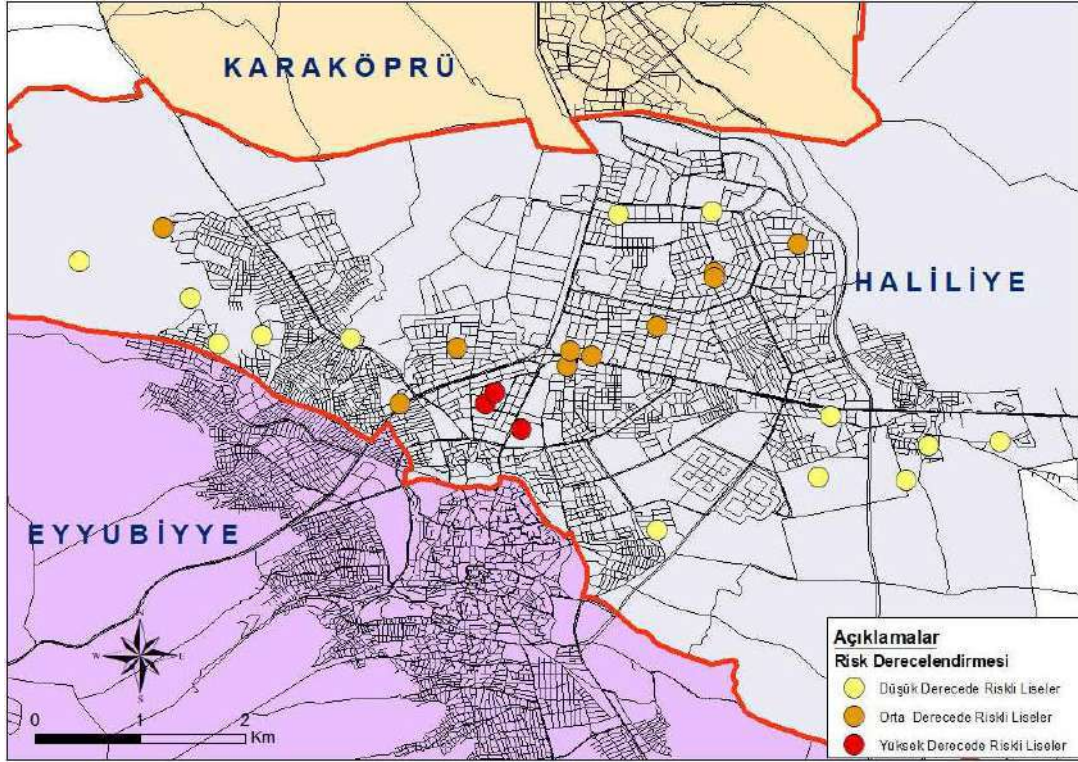 KARAKÖPRÜ
HALİLİYE
EYYUBİYYE
N
W E
S
0 1 2
Km
Açıklamalar
Risk Derecelendirmesi
Düşük Derecede Riskli Liseler
Orta Derecede Riskli Liseler
Yüksek Derecede Riskli Liseler